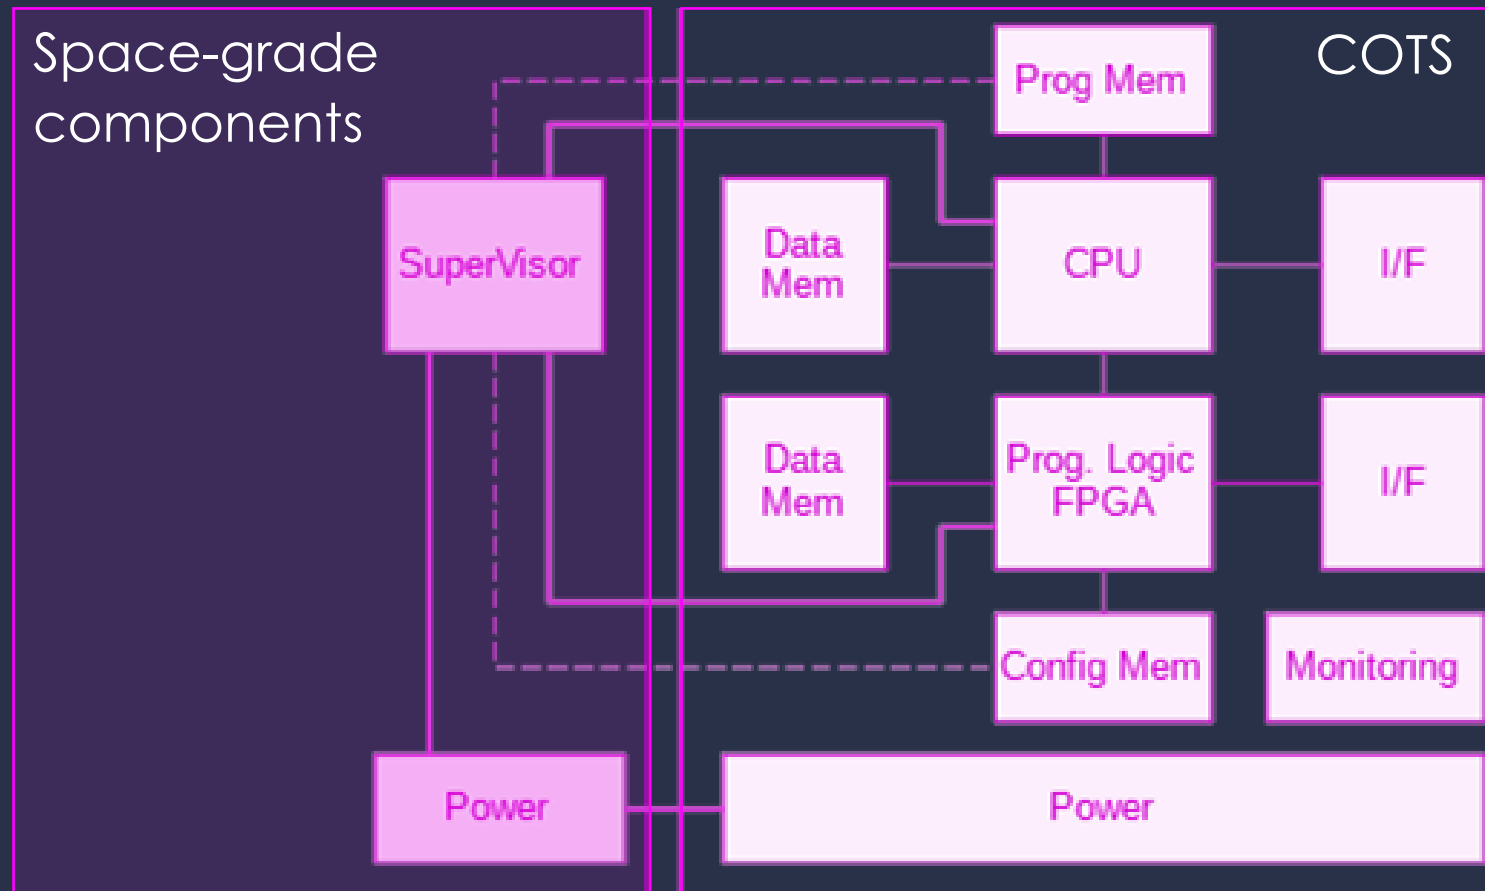 Space-grade
components
COTS
Prog Mem
SuperVisor
Data
Mem
CPU
I/F
Data
Mem
Prog. Logic
FPGA
I/F
Config Mem
Monitoring
Power
Power